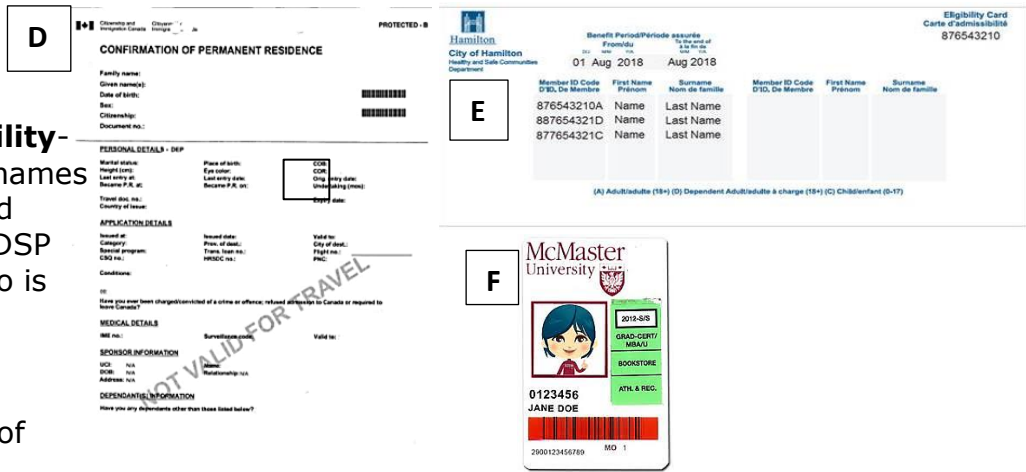 D
Citizenship and
Immigration Canada
PROTECTED - B
CONFIRMATION OF PERMANENT RESIDENCE
Family name:
Given name(s):
Date of birth:
Sex:
Citizenship:
Document no.:
PERSONAL DETAILS - DEP
Marital status: Place of birth: COB:
Height (cm): Eye color: COR:
Last entry at: Last entry date: Orig. entry date:
Became P.R. at: Became P.R. on: Undertaking (mos):
Travel doc. no.: Expiry date:
Country of issue:
APPLICATION DETAILS
Issued at: Issued date: Valid to:
Category: Prov. of dest.: City of dest.:
Special program: Trans. loan no.: Flight no.:
CSQ no.: HRSDC no.: PNC:
Conditions:
Have you ever been charged/convicted of a crime or offence; refused admission to Canada or required to
leave Canada?
MEDICAL DETAILS
IME no.: Surveillance code: Valid to:
SPONSOR INFORMATION
UCI: N/A Name:
DOB: N/A Relationship: N/A
Address: N/A
DEPENDANT(S) INFORMATION
Have you any dependants other than those listed below?
NOT VALID FOR TRAVEL
ility-
names
d
DSP
o is
of
E
Hamilton
City of Hamilton
Healthy and Safe Communities
Department
Eligibility Card
Carte d'admissibilité
876543210
Benefit Period/Période assurée
From/du To the end of
à la fin de
01 Aug 2018 Aug 2018
Member ID Code First Name Surname Member ID Code First Name Surname
D'ID, De Membre Prénom Nom de famille D'ID, De Membre Prénom Nom de famille
876543210A Name Last Name
887654321D Name Last Name
877654321C Name Last Name
(A) Adult/adulte (18+) (D) Dependent Adult/adulte à charge (18+) (C) Child/enfant (0-17)
F
McMaster
University
2012-S/S
GRAD-CERT/
MBA/U
BOOKSTORE
ATH. & REC.
0123456
JANE DOE
2900123456789 MO 1